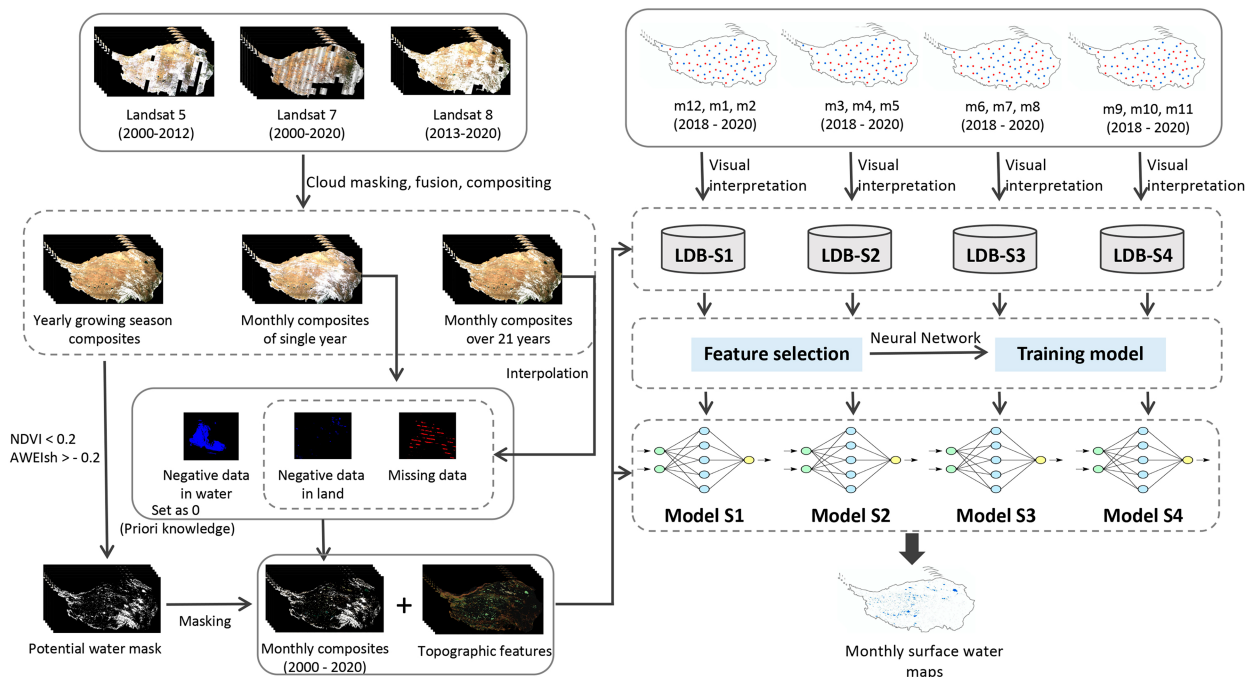 Landsat 5
(2000-2012)
Landsat 7
(2000-2020)
Landsat 8
(2013-2020)
Cloud masking, fusion, compositing
Yearly growing season
composites
Monthly composites
of single year
Monthly composites
over 21 years
Interpolation
NDVI < 0.2
AWEIsh > - 0.2
Negative data
in water
Set as 0
(Priori knowledge)
Negative data
in land
Missing data
Potential water mask
Masking
Monthly composites
(2000 - 2020)
+
Topographic features
m12, m1, m2
(2018 - 2020)
m3, m4, m5
(2018 - 2020)
m6, m7, m8
(2018 - 2020)
m9, m10, m11
(2018 - 2020)
Visual
interpretation
Visual
interpretation
Visual
interpretation
Visual
interpretation
LDB-S1
LDB-S2
LDB-S3
LDB-S4
Feature selection
Neural Network
Training model
Model S1
Model S2
Model S3
Model S4
Monthly surface water
maps